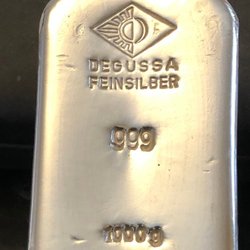 DEGUSSA
FEINSILBER
999
1000g